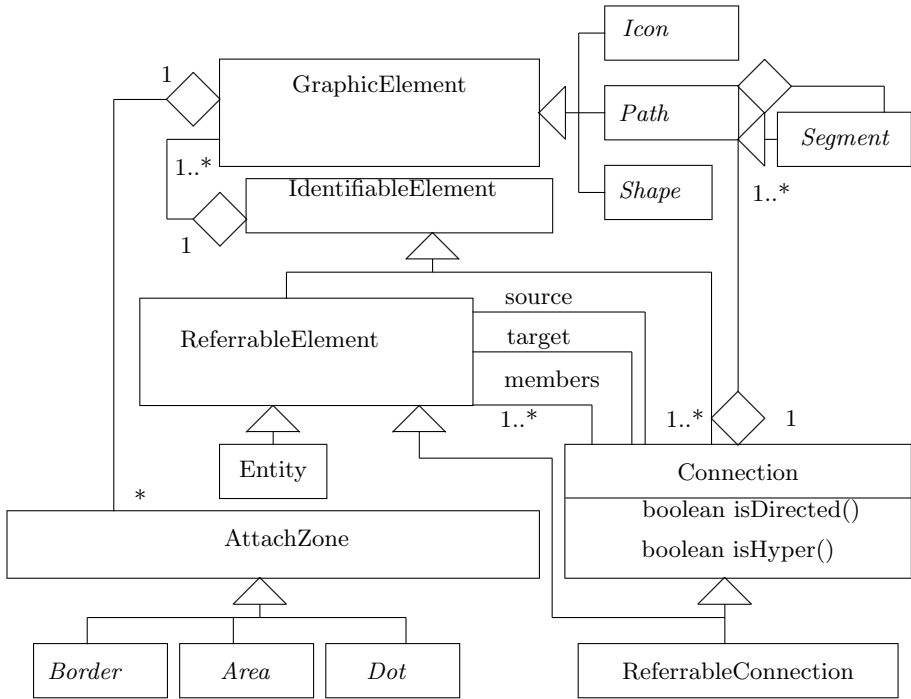 Icon
1
GraphicElement
Path
Segment
1..*
IdentifiableElement
Shape
1..*
1
source
ReferrableElement
target
members
1..*
1..*
1
Entity
Connection
*
boolean isDirected()
AttachZone
boolean isHyper()
Border
Area
Dot
ReferrableConnection